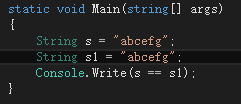 static void Main(string[] args)
{
String s = "abcefg";
String s1 = "abcefg";
Console.Write(s == s1);
}